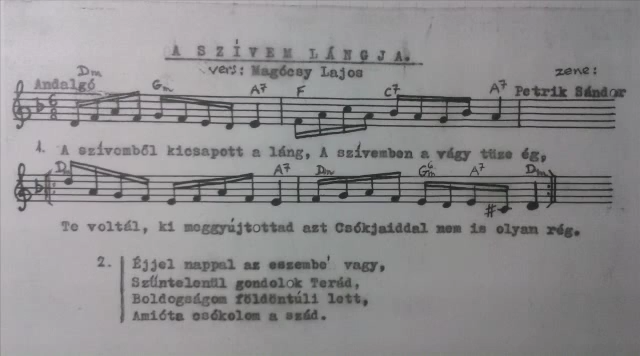 A SZÍVEM LÁNGJA.
vers: Magócsy Lajos zene:
Andalgó Petrik Sándor
Dm Gm A7 F C7 A7
1. A szívemből kicsapott a láng, A szívemben a vágy tüze ég,
Dm A7 Dm Gm6 A7 Dm
Te voltál, ki meggyújtottad azt Csókjaiddal nem is olyan rég.
2. Éjjel nappal az eszembe' vagy,
Szűntelenül gondolok Terád,
Boldogságom földöntúli lett,
Amióta csókolom a szád.